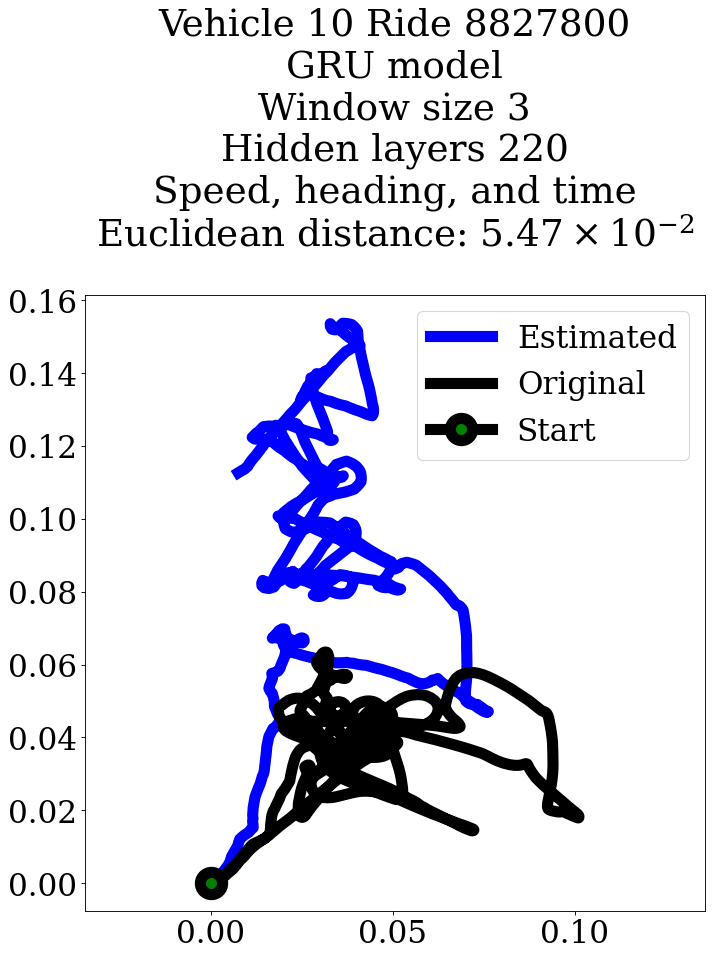 Vehicle 10 Ride 8827800
GRU model
Window size 3
Hidden layers 220
Speed, heading, and time
Euclidean distance: 5.47 × 10⁻²
0.16
0.14
0.12
0.10
0.08
0.06
0.04
0.02
0.00
Estimated
Original
Start
0.00 0.05 0.10